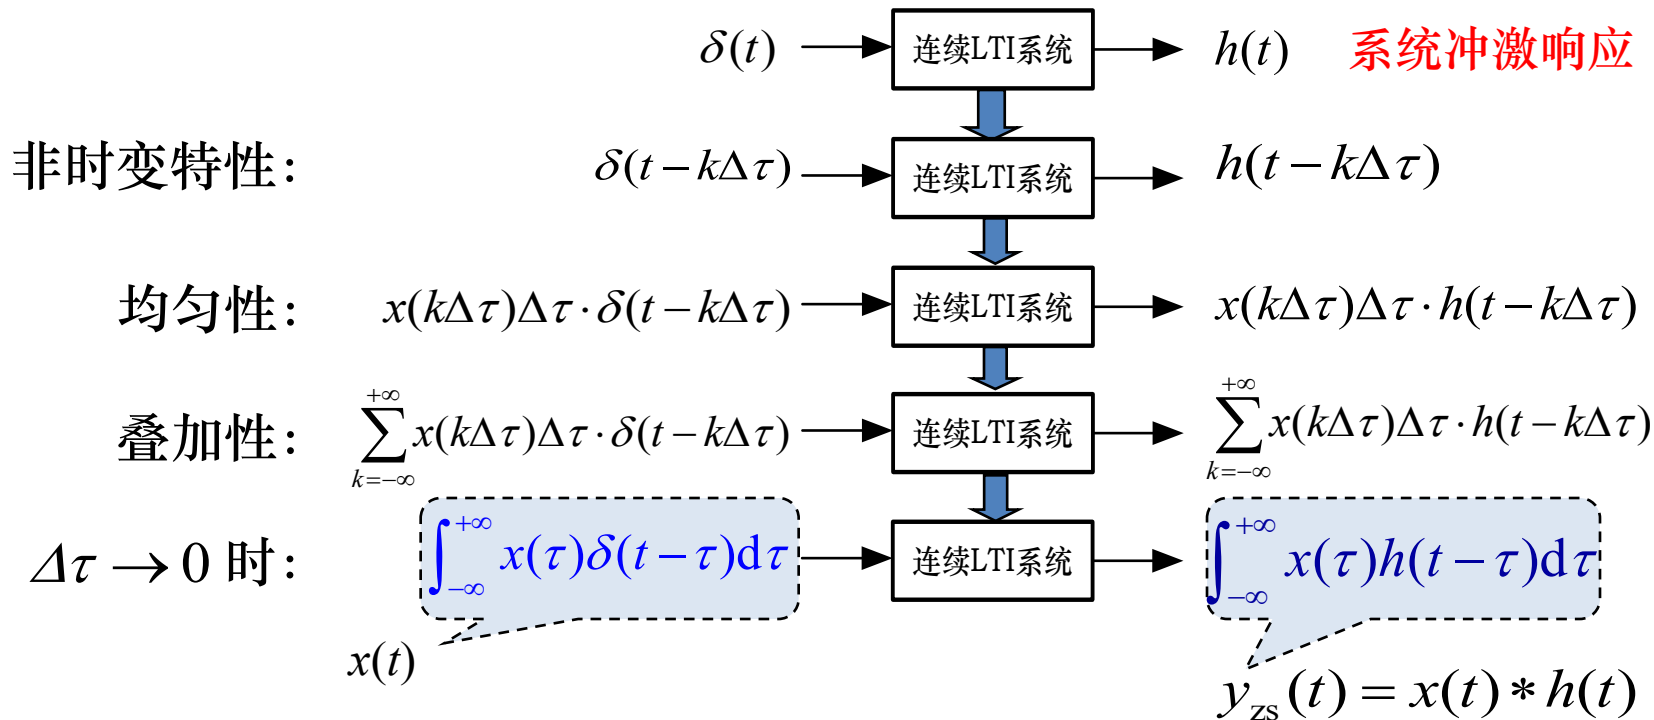 δ(t) 连续LTI系统 h(t) 系统冲激响应
非时变特性： δ(t−kΔτ) 连续LTI系统 h(t−kΔτ)
均匀性： x(kΔτ)Δτ·δ(t−kΔτ) 连续LTI系统 x(kΔτ)Δτ·h(t−kΔτ)
叠加性： ∑_{k=−∞}^{+∞} x(kΔτ)Δτ·δ(t−kΔτ) 连续LTI系统 ∑_{k=−∞}^{+∞} x(kΔτ)Δτ·h(t−kΔτ)
Δτ→0 时： ∫_{−∞}^{+∞} x(τ)δ(t−τ)dτ 连续LTI系统 ∫_{−∞}^{+∞} x(τ)h(t−τ)dτ
x(t)
y_{zs}(t) = x(t) * h(t)